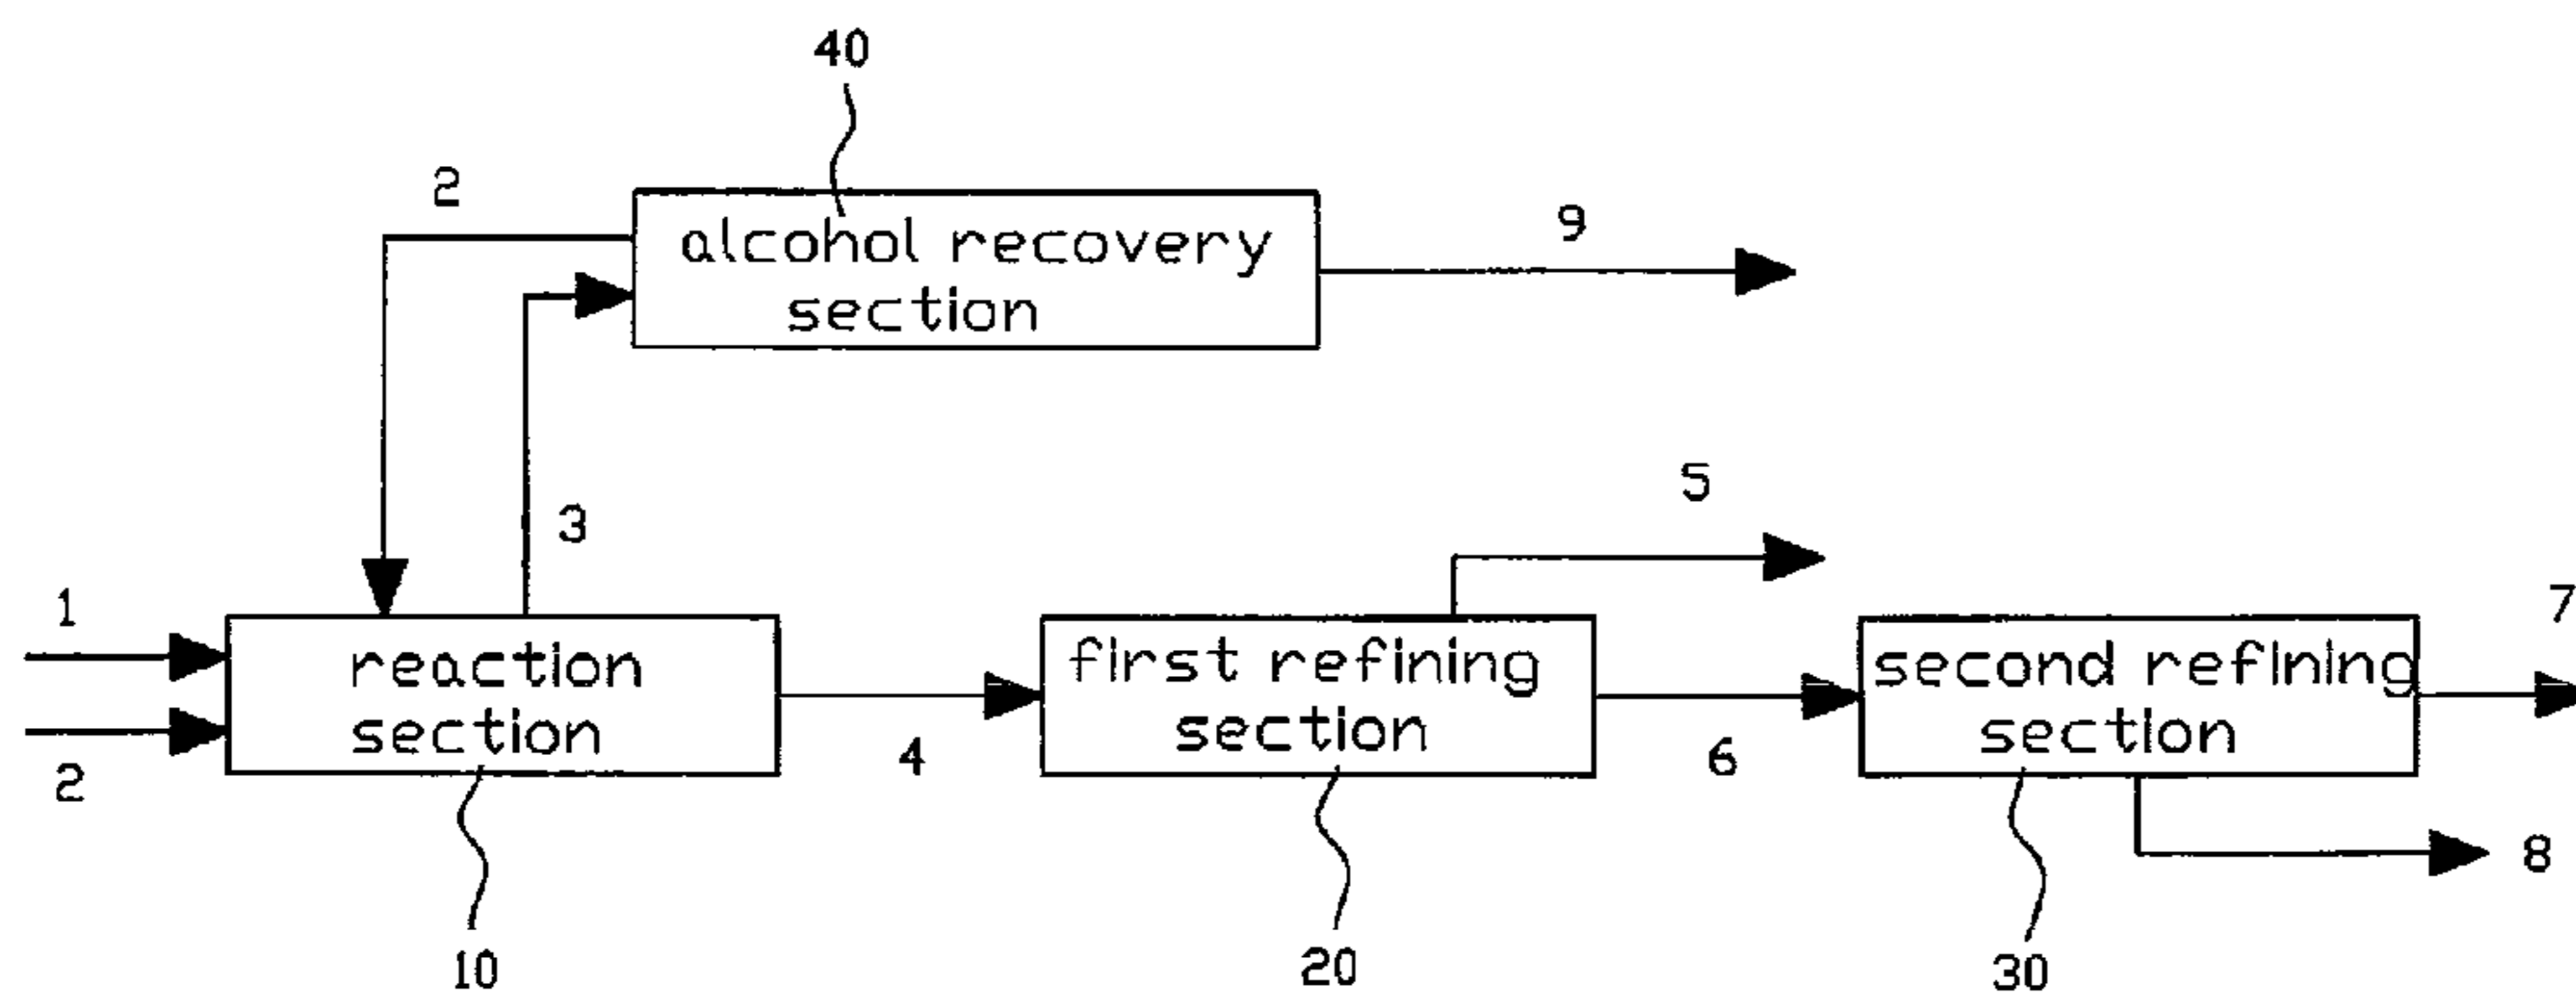 40
2
alcohol recovery
section
9
3
5
1
2
reaction
section
4
first refining
section
6
second refining
section
7
8
10
20
30